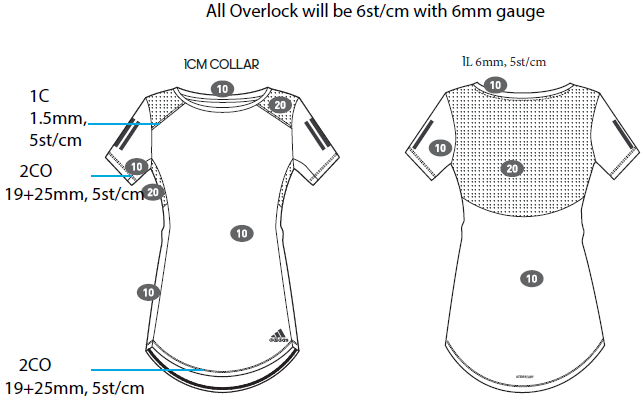 All Overlock will be 6st/cm with 6mm gauge
1CM COLLAR
1L 6mm, 5st/cm
10
10
1C
1.5mm,
5st/cm
20
10
10
20
2CO
19+25mm, 5st/cm
20
10
10
10
adidas
2CO
19+25mm, 5st/cm